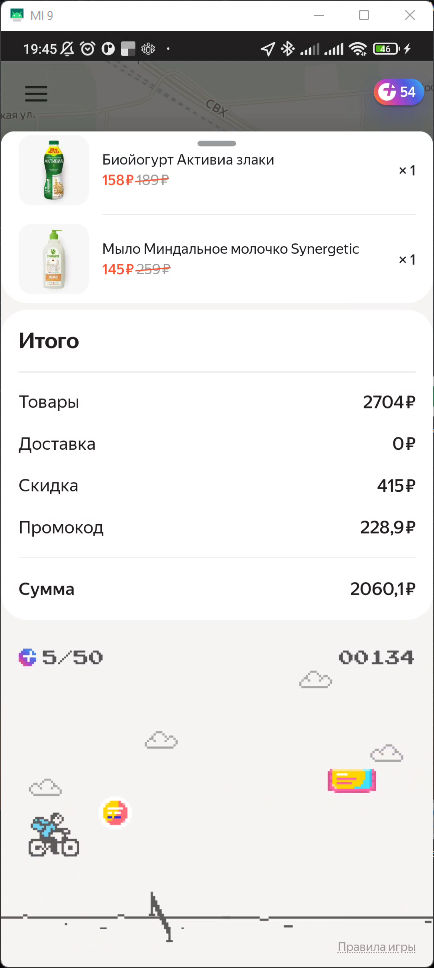 MI 9
19:45
46
54
СВХ
кая ул.
Биойогурт Активиа злаки
158₽ 189₽
× 1
Мыло Миндальное молочко Synergetic
145₽ 259₽
× 1
Итого
Товары 2704₽
Доставка 0₽
Скидка 415₽
Промокод 228,9₽
Сумма 2060,1₽
5/50
00134
Правила игры